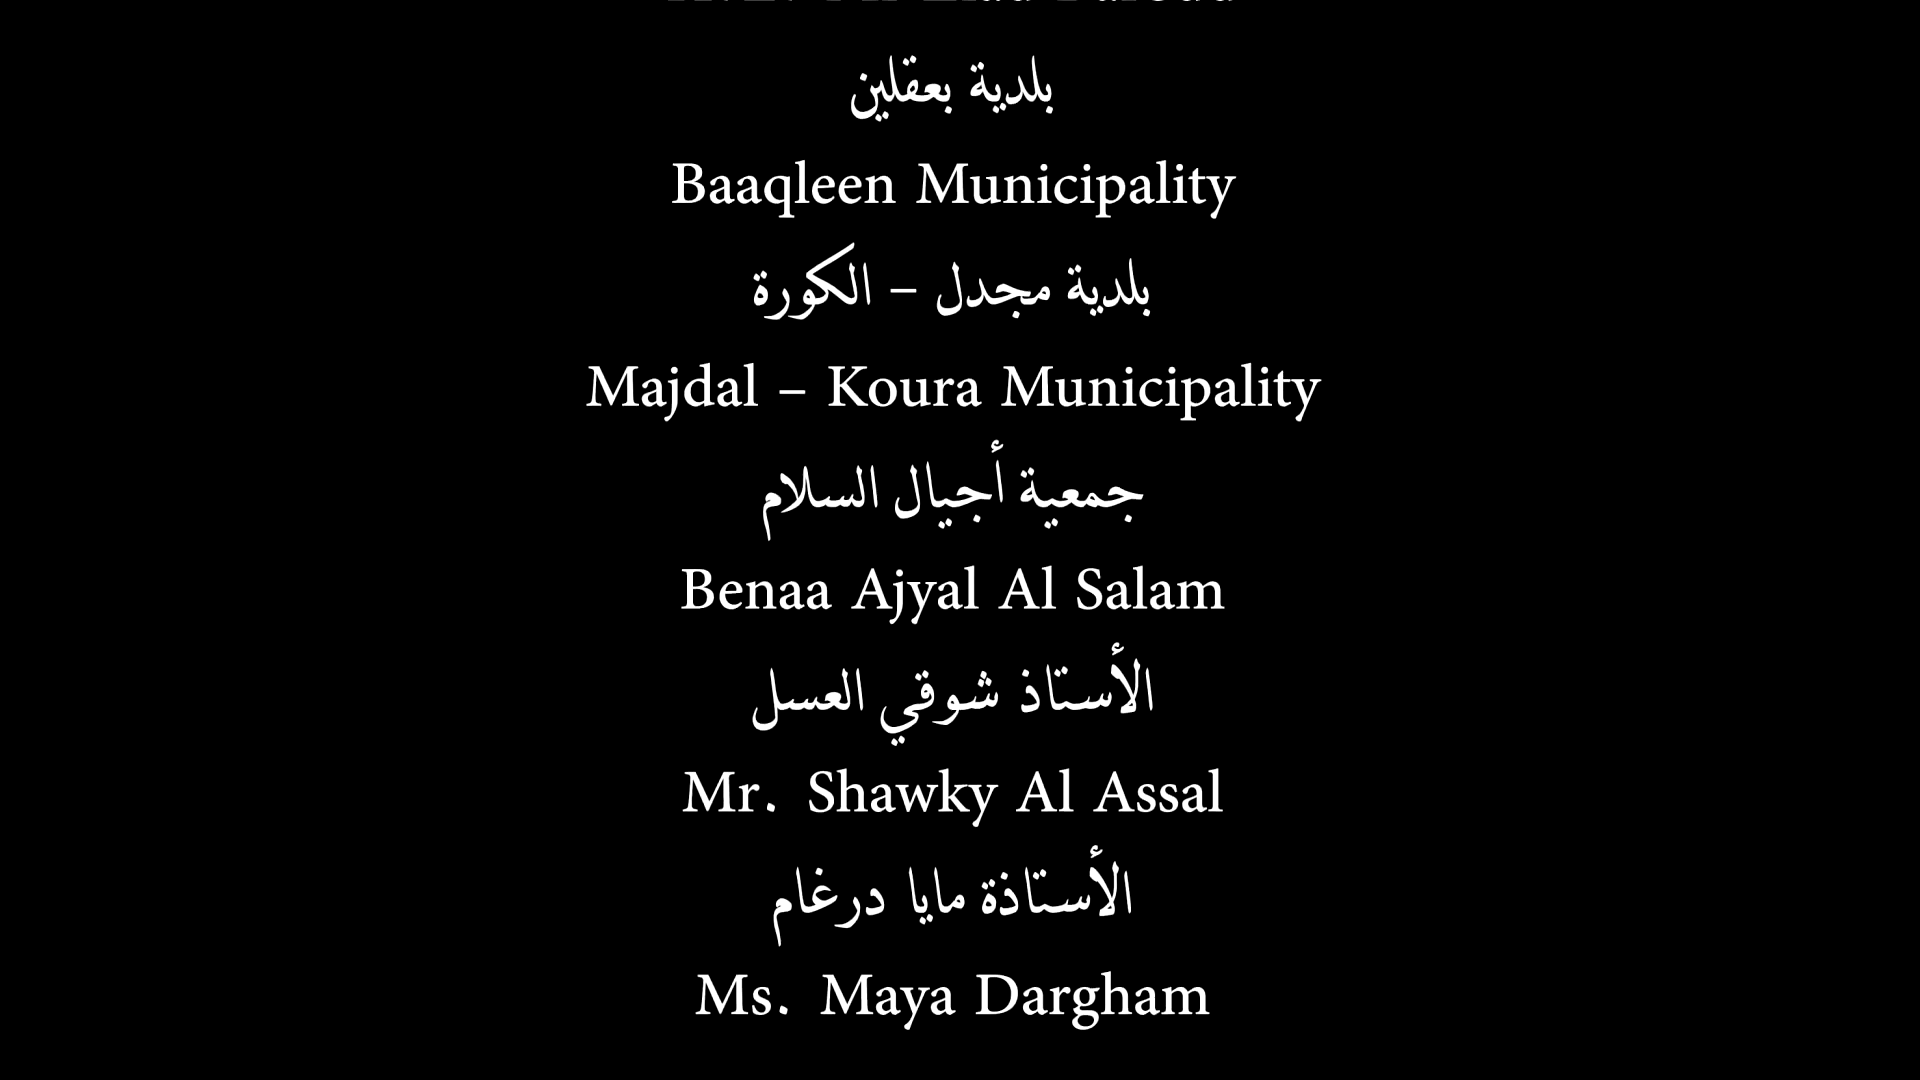 بلدية بعقلين
Baaqleen Municipality
بلدية مجدل – الكورة
Majdal – Koura Municipality
جمعية أجيال السلام
Benaa Ajyal Al Salam
الأستاذ شوقي العسل
Mr. Shawky Al Assal
الأستاذة مايا درغام
Ms. Maya Dargham